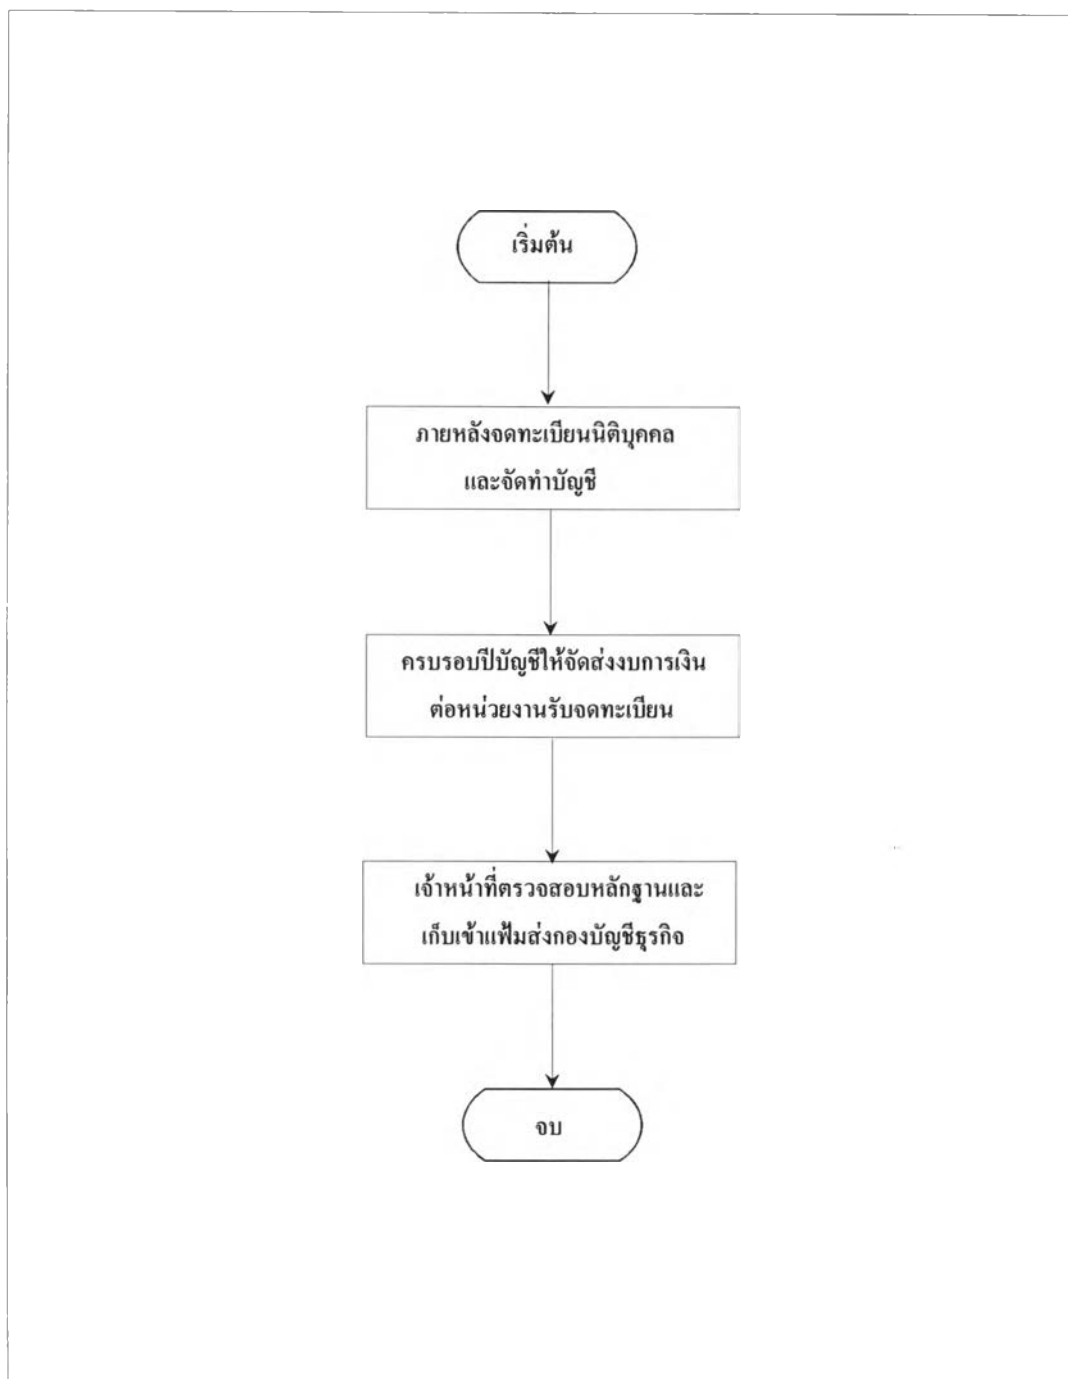 เริ่มต้น
ภายหลังจดทะเบียนนิติบุคคล
และจัดทำบัญชี
ครบรอบปีบัญชีให้จัดส่งงบการเงิน
ต่อหน่วยงานรับจดทะเบียน
เจ้าหน้าที่ตรวจสอบหลักฐานและ
เก็บเข้าแฟ้มส่งกองบัญชีธุรกิจ
จบ